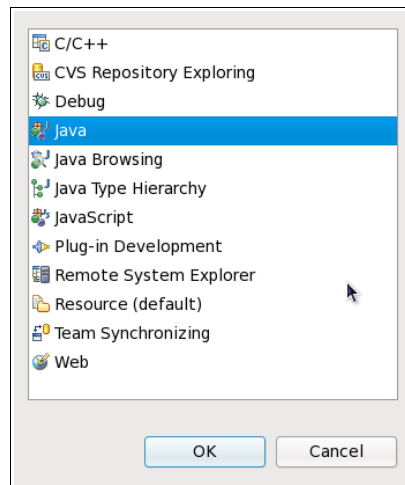 C/C++
CVS Repository Exploring
Debug
Java
Java Browsing
Java Type Hierarchy
JavaScript
Plug-in Development
Remote System Explorer
Resource (default)
Team Synchronizing
Web
OK Cancel